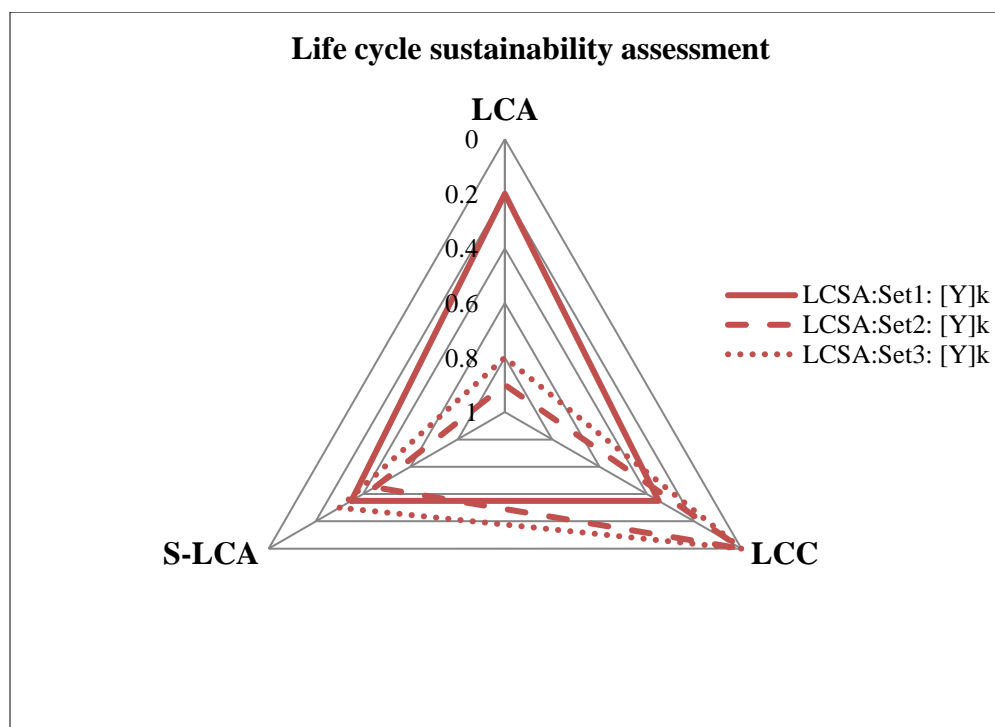 Life cycle sustainability assessment
LCA
0
0.2
0.4
0.6
0.8
1
S-LCA
LCC
LCSA:Set1: [Y]k
LCSA:Set2: [Y]k
LCSA:Set3: [Y]k